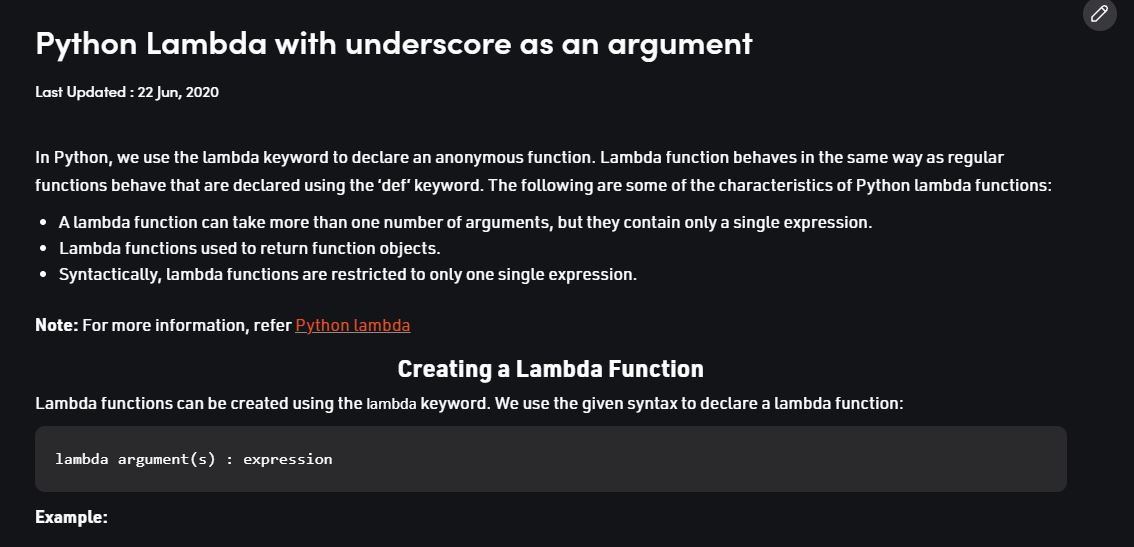 Python Lambda with underscore as an argument
Last Updated : 22 Jun, 2020
In Python, we use the lambda keyword to declare an anonymous function. Lambda function behaves in the same way as regular
functions behave that are declared using the ‘def’ keyword. The following are some of the characteristics of Python lambda functions:
• A lambda function can take more than one number of arguments, but they contain only a single expression.
• Lambda functions used to return function objects.
• Syntactically, lambda functions are restricted to only one single expression.
Note: For more information, refer Python lambda
Creating a Lambda Function
Lambda functions can be created using the lambda keyword. We use the given syntax to declare a lambda function:
lambda argument(s) : expression
Example: